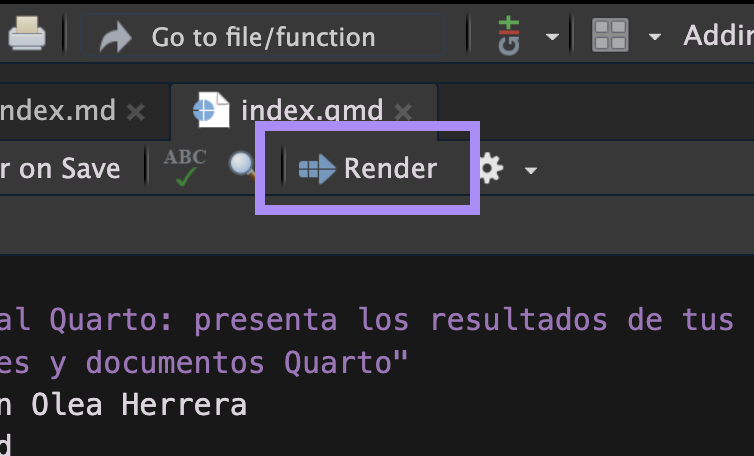 Go to file/function
Git
Addin
ndex.md
index.qmd
r on Save
ABC
Render
al Quarto: presenta los resultados de tus
es y documentos Quarto"
n Olea Herrera
d